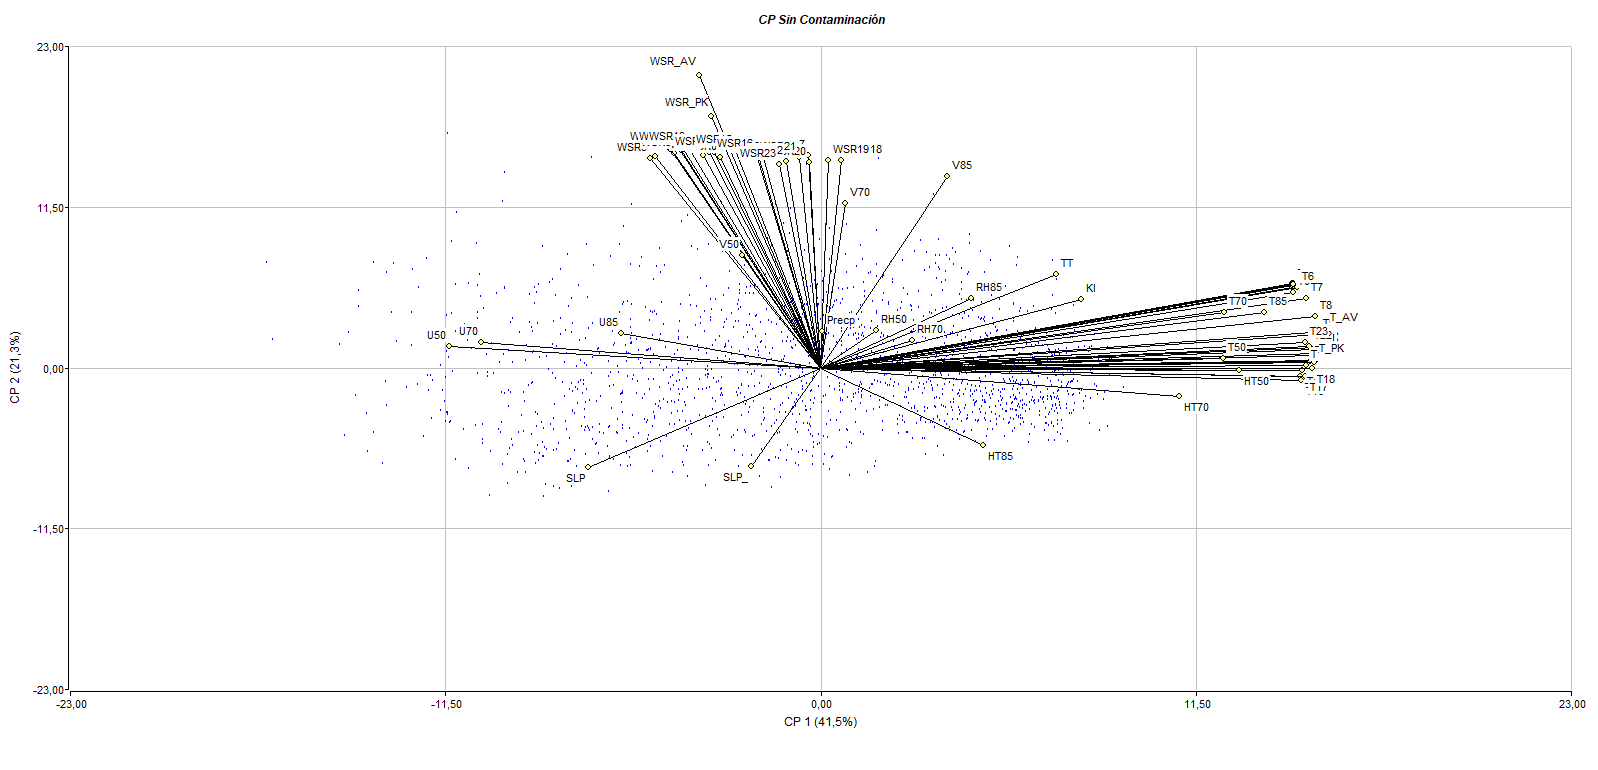 CP Sin Contaminación
23,00
WSR_AV
WSR_PK
WSR19
18
V85
11,50
V70
V50
TT
T6
T7
RH85
KI
T70
T85
T8
T_AV
Precp
RH50
U85
U70
U50
RH70
T23
T50
T_PK
CP 2 (21,3%)
0,00
HT50
T18
HT70
HT85
SLP
SLP_
-11,50
-23,00
-23,00
-11,50
0,00
11,50
23,00
CP 1 (41,5%)